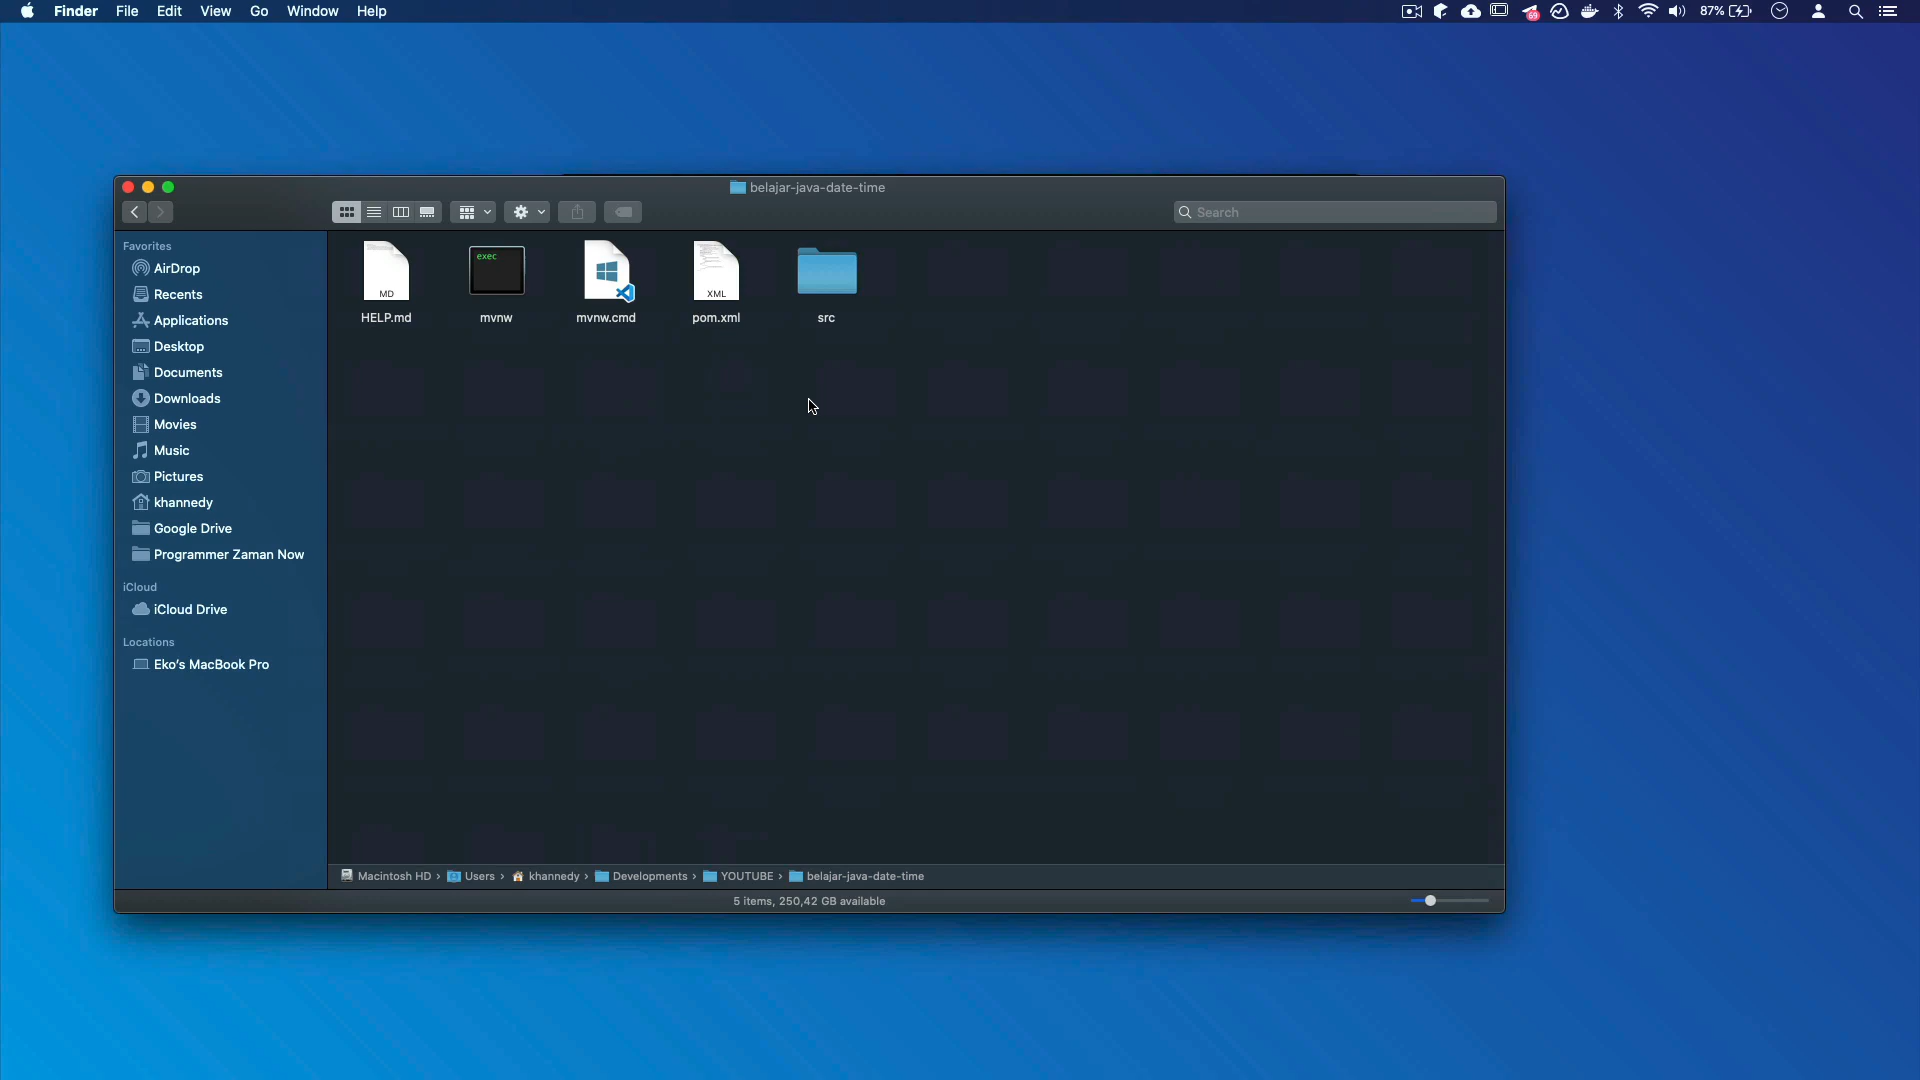 Finder File Edit View Go Window Help
69 87%
belajar-java-date-time
Search
Favorites
AirDrop
Recents
Applications
Desktop
Documents
Downloads
Movies
Music
Pictures
khannedy
Google Drive
Programmer Zaman Now
iCloud
iCloud Drive
Locations
Eko's MacBook Pro
MD exec XML
HELP.md mvnw mvnw.cmd pom.xml src
Macintosh HD › Users › khannedy › Developments › YOUTUBE › belajar-java-date-time
5 items, 250,42 GB available